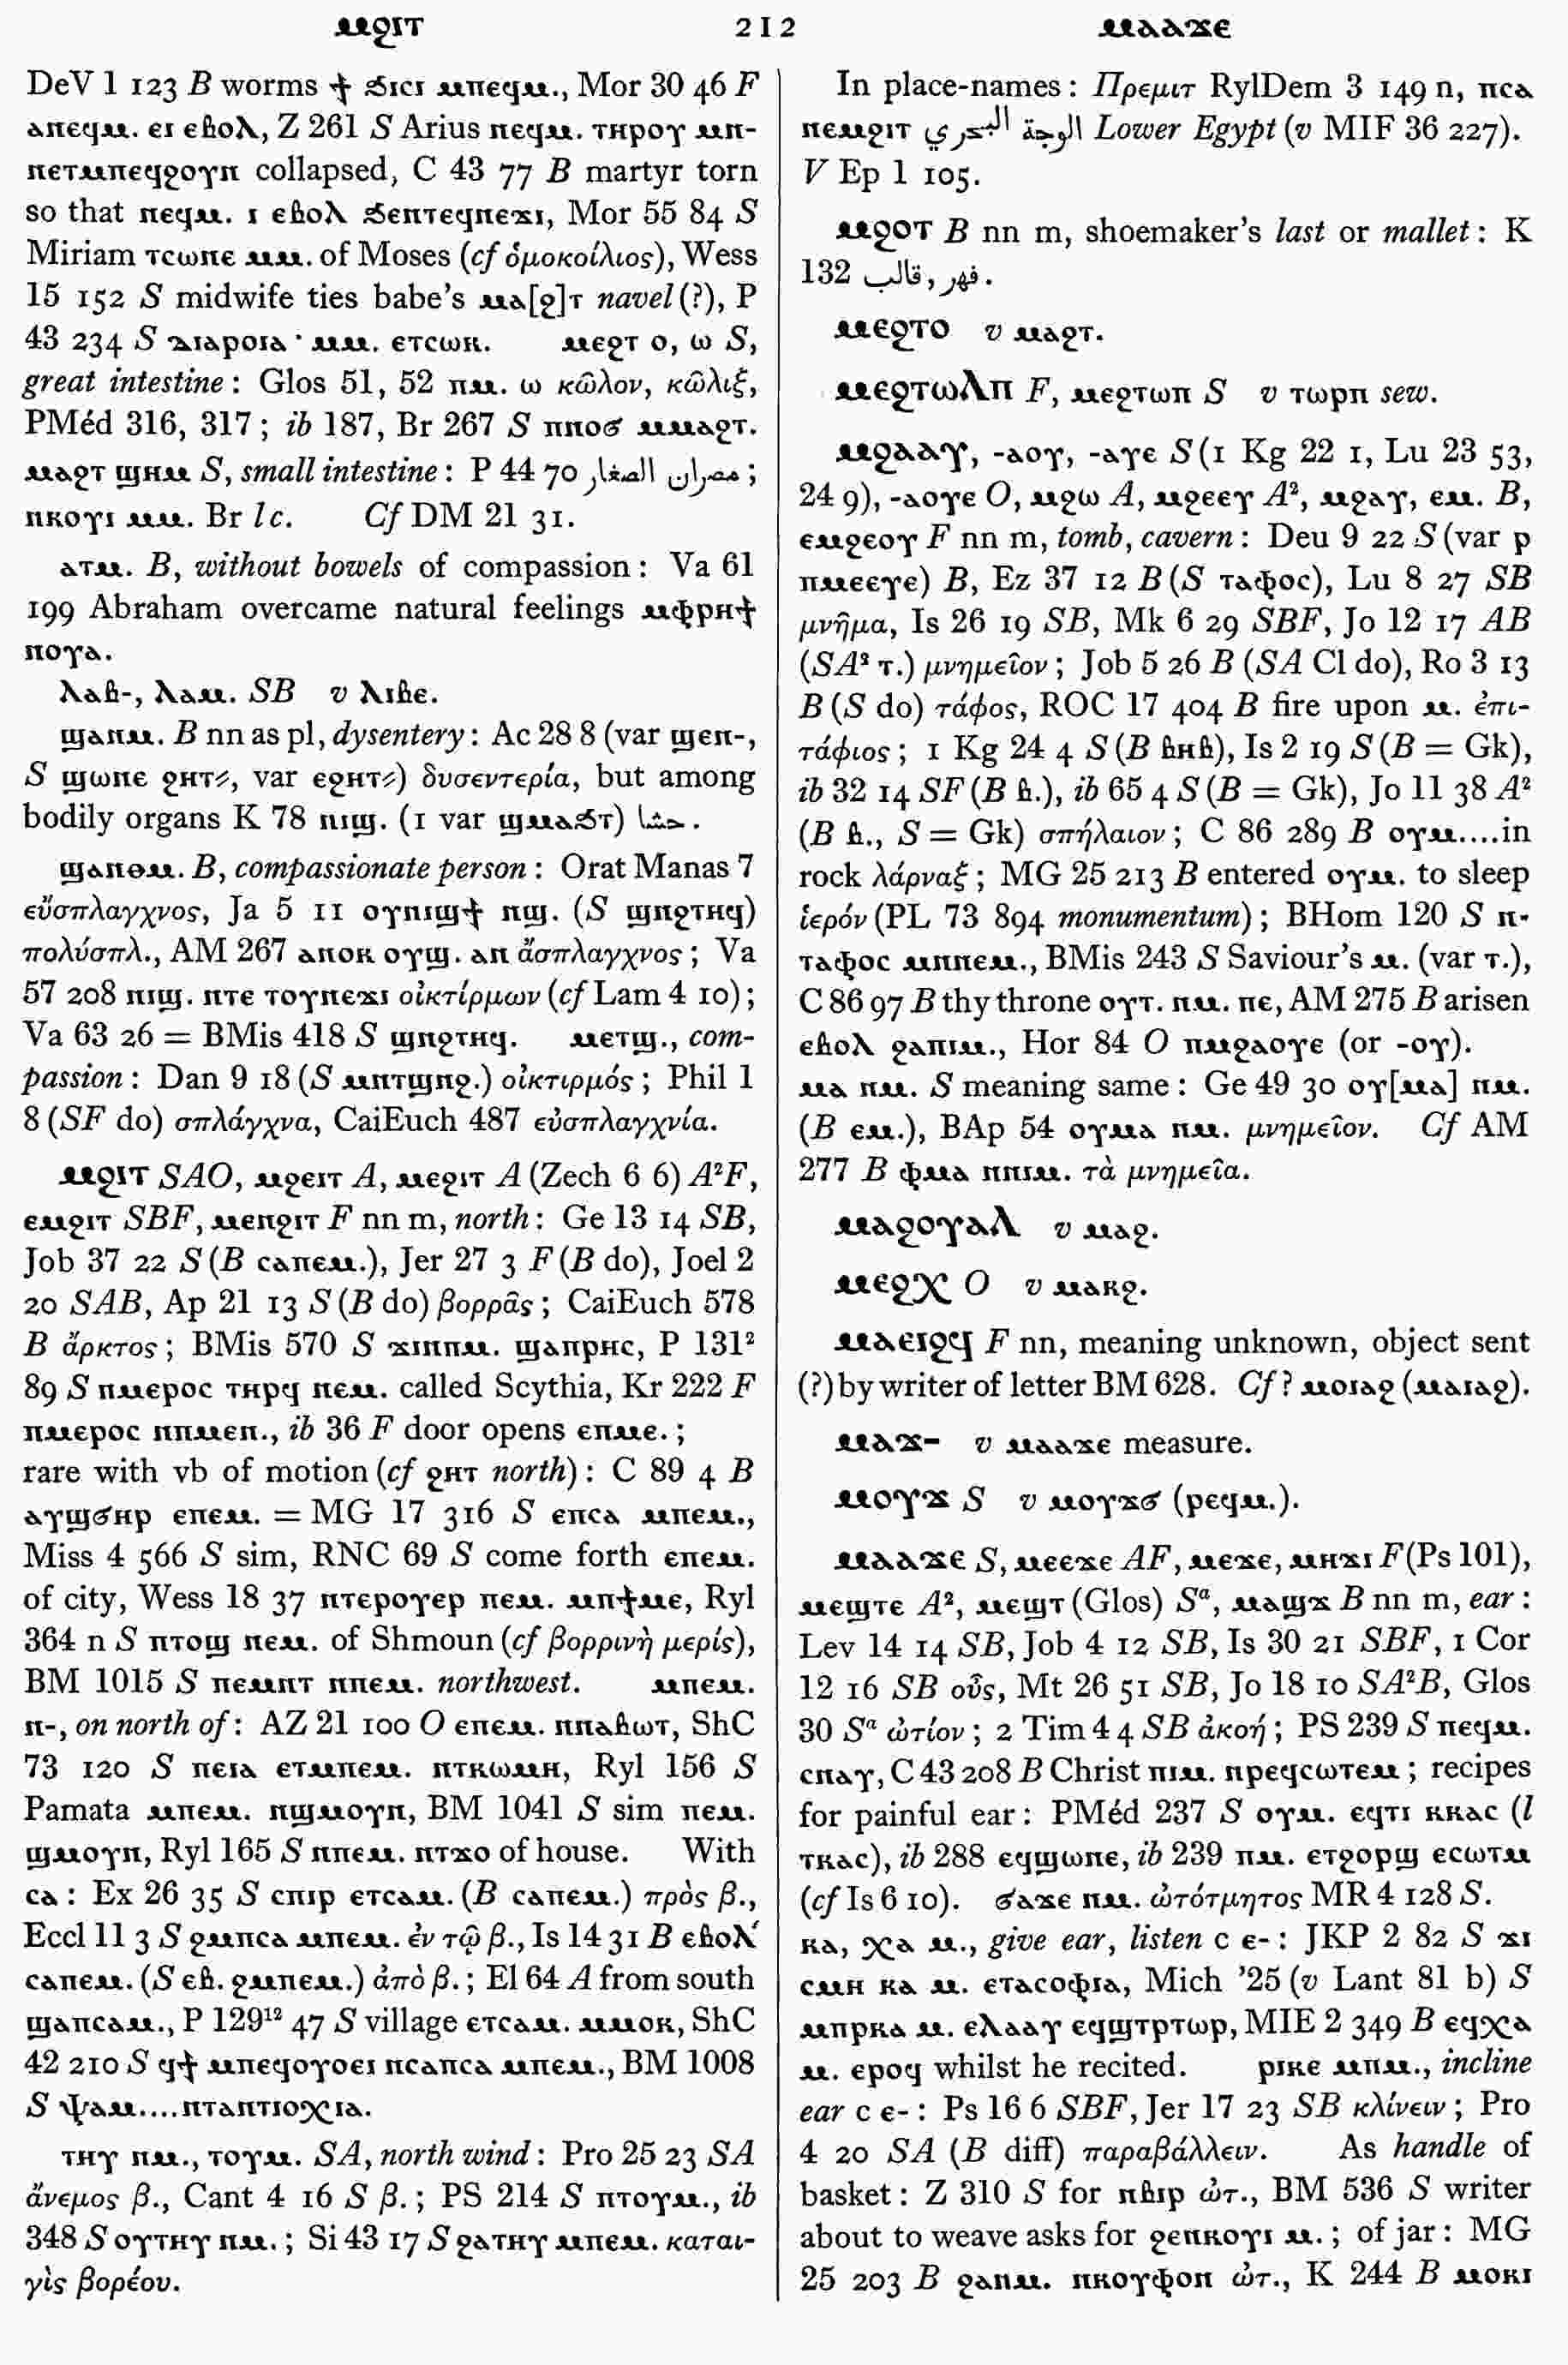 ⲙϩⲓⲧ 212 ⲙⲁⲁϫⲉ
DeV 1 123 B worms ϯ ϧⲓⲥⲓ ⲙⲡⲉϥⲙ., Mor 30 46 F
ⲁⲡⲉϥⲙ. ⲉⲓ ⲉⲃⲟⲗ, Z 261 S Arius ⲡⲉϥⲙ. ⲧⲏⲣⲟⲩ ⲙⲛ-
ⲡⲉⲧⲙⲡⲉϥϩⲟⲩⲛ collapsed, C 43 77 B martyr torn
so that ⲡⲉϥⲙ. ⲓ ⲉⲃⲟⲗ ϧⲉⲛⲧⲉϥⲛⲉϫⲓ, Mor 55 84 S
Miriam ⲧⲥⲱⲛⲉ ⲙⲙ. of Moses (cf ὁμοκοίλιος), Wess
15 152 S midwife ties babe's ⲙⲁ[ϩ]ⲧ navel (?), P
43 234 S ⲇⲓⲁⲣⲟⲓⲁ · ⲙⲙ. ⲉⲧⲥⲱⲕ. ⲙⲉϩⲧ ⲟ, ⲱ S,
great intestine : Glos 51, 52 ⲡⲙ. ⲱ κῶλον, κῶλιξ,
PMéd 316, 317 ; ib 187, Br 267 S ⲡⲛⲟϭ ⲙⲙⲁϩⲧ.
ⲙⲁϩⲧ ϣⲏⲙ S, small intestine : P 44 70 مصران الصغار ;
ⲡⲕⲟⲩⲓ ⲙⲙ. Br l c. Cf DM 21 31.
ⲁⲧⲙ. B, without bowels of compassion : Va 61
199 Abraham overcame natural feelings ⲙⲫⲣⲏϯ
ⲛⲟⲩⲁ.
ⲗⲁⲃ-, ⲗⲁⲙ. SB v ⲗⲓⲃⲉ.
ϣⲁⲛⲙ. B nn as pl, dysentery : Ac 28 8 (var ϣⲉⲛ-,
S ϣⲱⲛⲉ ϩⲏⲧ⸗, var ⲉϩⲏⲧ⸗) δυσεντερία, but among
bodily organs K 78 ⲡⲓϣ. (1 var ϣⲙⲁϧⲧ) حشا.
ϣⲁⲛⲑⲙ. B, compassionate person : Orat Manas 7
εὔσπλαγχνος, Ja 5 11 ⲟⲩⲛⲓϣϯ ⲛϣ. (S ϣⲛϩⲧⲏϥ)
πολύσπλ., AM 267 ⲁⲛⲟⲕ ⲟⲩϣ. ⲁⲛ ἄσπλαγχνος ; Va
57 208 ⲡⲓϣ. ⲛⲧⲉ ⲧⲟⲩⲛⲉϫⲓ οἰκτίρμων (cf Lam 4 10) ;
Va 63 26 = BMis 418 S ϣⲛϩⲧⲏϥ. ⲙⲉⲧϣ., com-
passion : Dan 9 18 (S ⲙⲛⲧϣⲛϩ.) οἰκτιρμός ; Phil 1
8 (SF do) σπλάγχνα, CaiEuch 487 εὐσπλαγχνία.
ⲙϩⲓⲧ SAO, ⲙϩⲉⲓⲧ A, ⲙⲉϩⲓⲧ A (Zech 6 6) A²F,
ⲉⲙϩⲓⲧ SBF, ⲙⲉⲛϩⲓⲧ F nn m, north : Ge 13 14 SB,
Job 37 22 S (B ⲥⲁⲡⲉⲙ.), Jer 27 3 F (B do), Joel 2
20 SAB, Ap 21 13 S (B do) βορρᾶς ; CaiEuch 578
B ἄρκτος ; BMis 570 S ϫⲓⲛⲡⲙ. ϣⲁⲡⲣⲏⲥ, P 131²
89 S ⲡⲙⲉⲣⲟⲥ ⲧⲏⲣϥ ⲡⲉⲙ. called Scythia, Kr 222 F
ⲡⲙⲉⲣⲟⲥ ⲛⲡⲙⲉⲛ., ib 36 F door opens ⲉⲡⲙⲉ. ;
rare with vb of motion (cf ϩⲏⲧ north) : C 89 4 B
ⲁⲩϣϭⲏⲣ ⲉⲡⲉⲙ. = MG 17 316 S ⲉⲡⲥⲁ ⲙⲡⲉⲙ.,
Miss 4 566 S sim, RNC 69 S come forth ⲉⲡⲉⲙ.
of city, Wess 18 37 ⲛⲧⲉⲣⲟⲩⲉⲣ ⲡⲉⲙ. ⲙⲡϯⲙⲉ, Ryl
364 n S ⲡⲧⲟϣ ⲡⲉⲙ. of Shmoun (cf βορρινὴ μερίς),
BM 1015 S ⲡⲉⲙⲛⲧ ⲛⲡⲉⲙ. northwest. ⲙⲡⲉⲙ.
ⲛ-, on north of : AZ 21 100 O ⲉⲡⲉⲙ. ⲛⲡⲁⲃⲱⲧ, ShC
73 120 S ⲡⲉⲓⲁ ⲉⲧⲙⲡⲉⲙ. ⲛⲧⲕⲱⲙⲏ, Ryl 156 S
Pamata ⲙⲡⲉⲙ. ⲛϣⲙⲟⲩⲛ, BM 1041 S sim ⲡⲉⲙ.
ϣⲙⲟⲩⲛ, Ryl 165 S ⲛⲡⲉⲙ. ⲛⲧϫⲟ of house. With
ⲥⲁ : Ex 26 35 S ⲥⲡⲓⲣ ⲉⲧⲥⲁⲙ. (B ⲥⲁⲡⲉⲙ.) πρὸς β.,
Eccl 11 3 S ϩⲙⲡⲥⲁ ⲙⲡⲉⲙ. ἐν τῷ β., Is 14 31 B ⲉⲃⲟⲗ
ⲥⲁⲡⲉⲙ. (S ⲉⲃ. ϩⲙⲡⲉⲙ.) ἀπὸ β. ; El 64 A from south
ϣⲁⲡⲥⲁⲙ., P 129¹² 47 S village ⲉⲧⲥⲁⲙ. ⲙⲙⲟⲕ, ShC
42 210 S ϥϯ ⲙⲡⲉϥⲟⲩⲟⲉⲓ ⲛⲥⲁⲡⲥⲁ ⲙⲡⲉⲙ., BM 1008
S ⲯⲁⲙ....ⲛⲧⲁⲛⲧⲓⲟⲭⲓⲁ.
ⲧⲏⲩ ⲛⲙ., ⲧⲟⲩⲙ. SA, north wind : Pro 25 23 SA
ἄνεμος β., Cant 4 16 S β. ; PS 214 S ⲡⲧⲟⲩⲙ., ib
348 S ⲟⲩⲧⲏⲩ ⲛⲙ. ; Si 43 17 S ϩⲁⲧⲏⲩ ⲙⲡⲉⲙ. καται-
γὶς βορέου.
In place-names : Πρεμιτ RylDem 3 149 n, ⲡⲥⲁ
ⲛⲉⲙϩⲓⲧ الوجة البحري Lower Egypt (v MIF 36 227).
V Ep 1 105.
ⲙϩⲟⲧ B nn m, shoemaker's last or mallet : K
132 فهر, قالب.
ⲙⲉϩⲧⲟ v ⲙⲁϩⲧ.
ⲙⲉϩⲧⲱⲗⲡ F, ⲙⲉϩⲧⲱⲡ S v ⲧⲱⲣⲡ sew.
ⲙϩⲁⲁⲩ, -ⲁⲟⲩ, -ⲁⲩⲉ S (1 Kg 22 1, Lu 23 53,
24 9), -ⲁⲟⲩⲉ O, ⲙϩⲱ A, ⲙϩⲉⲉⲩ A², ⲙϩⲁⲩ, ⲉⲙ. B,
ⲉⲙϩⲉⲟⲩ F nn m, tomb, cavern : Deu 9 22 S (var ⲣ
ⲡⲙⲉⲉⲩⲉ) B, Ez 37 12 B (S ⲧⲁⲫⲟⲥ), Lu 8 27 SB
μνῆμα, Is 26 19 SB, Mk 6 29 SBF, Jo 12 17 AB
(SA² ⲧ.) μνημεῖον ; Job 5 26 B (SA Cl do), Ro 3 13
B (S do) τάφος, ROC 17 404 B fire upon ⲙ. ἐπι-
τάφιος ; 1 Kg 24 4 S (B ⲃⲏⲃ), Is 2 19 S (B = Gk),
ib 32 14 SF (B ⲃ.), ib 65 4 S (B = Gk), Jo 11 38 A²
(B ⲃ., S = Gk) σπήλαιον ; C 86 289 B ⲟⲩⲙ....in
rock λάρναξ ; MG 25 213 B entered ⲟⲩⲙ. to sleep
ἱερόν (PL 73 894 monumentum) ; BHom 120 S ⲛ-
ⲧⲁⲫⲟⲥ ⲙⲛⲛⲉⲙ., BMis 243 S Saviour's ⲙ. (var ⲧ.),
C 86 97 B thy throne ⲟⲩⲧ. ⲛⲙ. ⲡⲉ, AM 275 B arisen
ⲉⲃⲟⲗ ϩⲁⲛⲓⲙ., Hor 84 O ⲡⲙϩⲁⲟⲩⲉ (or -ⲟⲩ).
ⲙⲁ ⲛⲙ. S meaning same : Ge 49 30 ⲟⲩ[ⲙⲁ] ⲛⲙ.
(B ⲉⲙ.), BAp 54 ⲟⲩⲙⲁ ⲛⲙ. μνημεῖον. Cf AM
277 B ⲫⲙⲁ ⲛⲛⲓⲙ. τὰ μνημεῖα.
ⲙⲁϩⲟⲩⲁⲗ v ⲙⲁϩ.
ⲙⲉϩⲭ O v ⲙⲁⲕϩ.
ⲙⲁⲉⲓϩϥ F nn, meaning unknown, object sent
(?) by writer of letter BM 628. Cf ? ⲙⲟⲓⲁϩ (ⲙⲁⲓⲁϩ).
ⲙⲁϫ- v ⲙⲁⲁϫⲉ measure.
ⲙⲟⲩϫ S v ⲙⲟⲩϫϭ (ⲣⲉϥⲙ.).
ⲙⲁⲁϫⲉ S, ⲙⲉⲉϫⲉ AF, ⲙⲉϫⲉ, ⲙⲏϫⲓ F (Ps 101),
ⲙⲉϣⲧⲉ A², ⲙⲉϣⲧ (Glos) Sᵃ, ⲙⲁϣϫ B nn m, ear :
Lev 14 14 SB, Job 4 12 SB, Is 30 21 SBF, 1 Cor
12 16 SB οὖς, Mt 26 51 SB, Jo 18 10 SA²B, Glos
30 Sᵃ ὠτίον ; 2 Tim 4 4 SB ἀκοή ; PS 239 S ⲡⲉϥⲙ.
ⲥⲛⲁⲩ, C 43 208 B Christ ⲡⲓⲙ. ⲛⲣⲉϥⲥⲱⲧⲉⲙ ; recipes
for painful ear : PMéd 237 S ⲟⲩⲙ. ⲉϥϯⲓ ⲕⲕⲁⲥ (l
ⲧⲕⲁⲥ), ib 288 ⲉϥϣⲱⲛⲉ, ib 239 ⲡⲙ. ⲉⲧϩⲟⲣϣ ⲉⲥⲱⲧⲙ
(cf Is 6 10). ϭⲁϫⲉ ⲛⲙ. ὠτότμητος MR 4 128 S.
ⲕⲁ, ⲭⲁ ⲙ., give ear, listen c ⲉ- : JKP 2 82 S ϫⲓ
ⲥⲙⲏ ⲕⲁ ⲙ. ⲉⲧⲁⲥⲟⲫⲓⲁ, Mich '25 (v Lant 81 b) S
ⲙⲡⲣⲕⲁ ⲙ. ⲉⲗⲁⲁⲩ ⲉϥϣⲧⲣⲧⲱⲣ, MIE 2 349 B ⲉϥⲭⲁ
ⲙ. ⲉⲣⲟϥ whilst he recited. ⲣⲓⲕⲉ ⲙⲡⲙ., incline
ear c ⲉ- : Ps 16 6 SBF, Jer 17 23 SB κλίνειν ; Pro
4 20 SA (B diff) παραβάλλειν. As handle of
basket : Z 310 S for ⲛⲃⲓⲣ ὠτ., BM 536 S writer
about to weave asks for ϩⲉⲛⲕⲟⲩⲓ ⲙ. ; of jar : MG
25 203 B ϩⲁⲛⲙ. ⲛⲕⲟⲩⲫⲟⲛ ὠτ., K 244 B ⲙⲟⲕⲓ